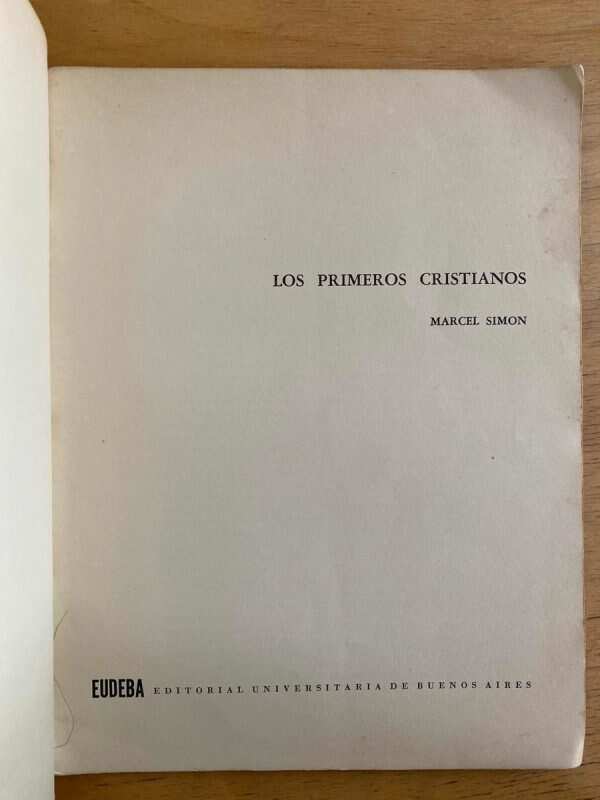 LOS PRIMEROS CRISTIANOS
MARCEL SIMON
EUDEBA EDITORIAL UNIVERSITARIA DE BUENOS AIRES